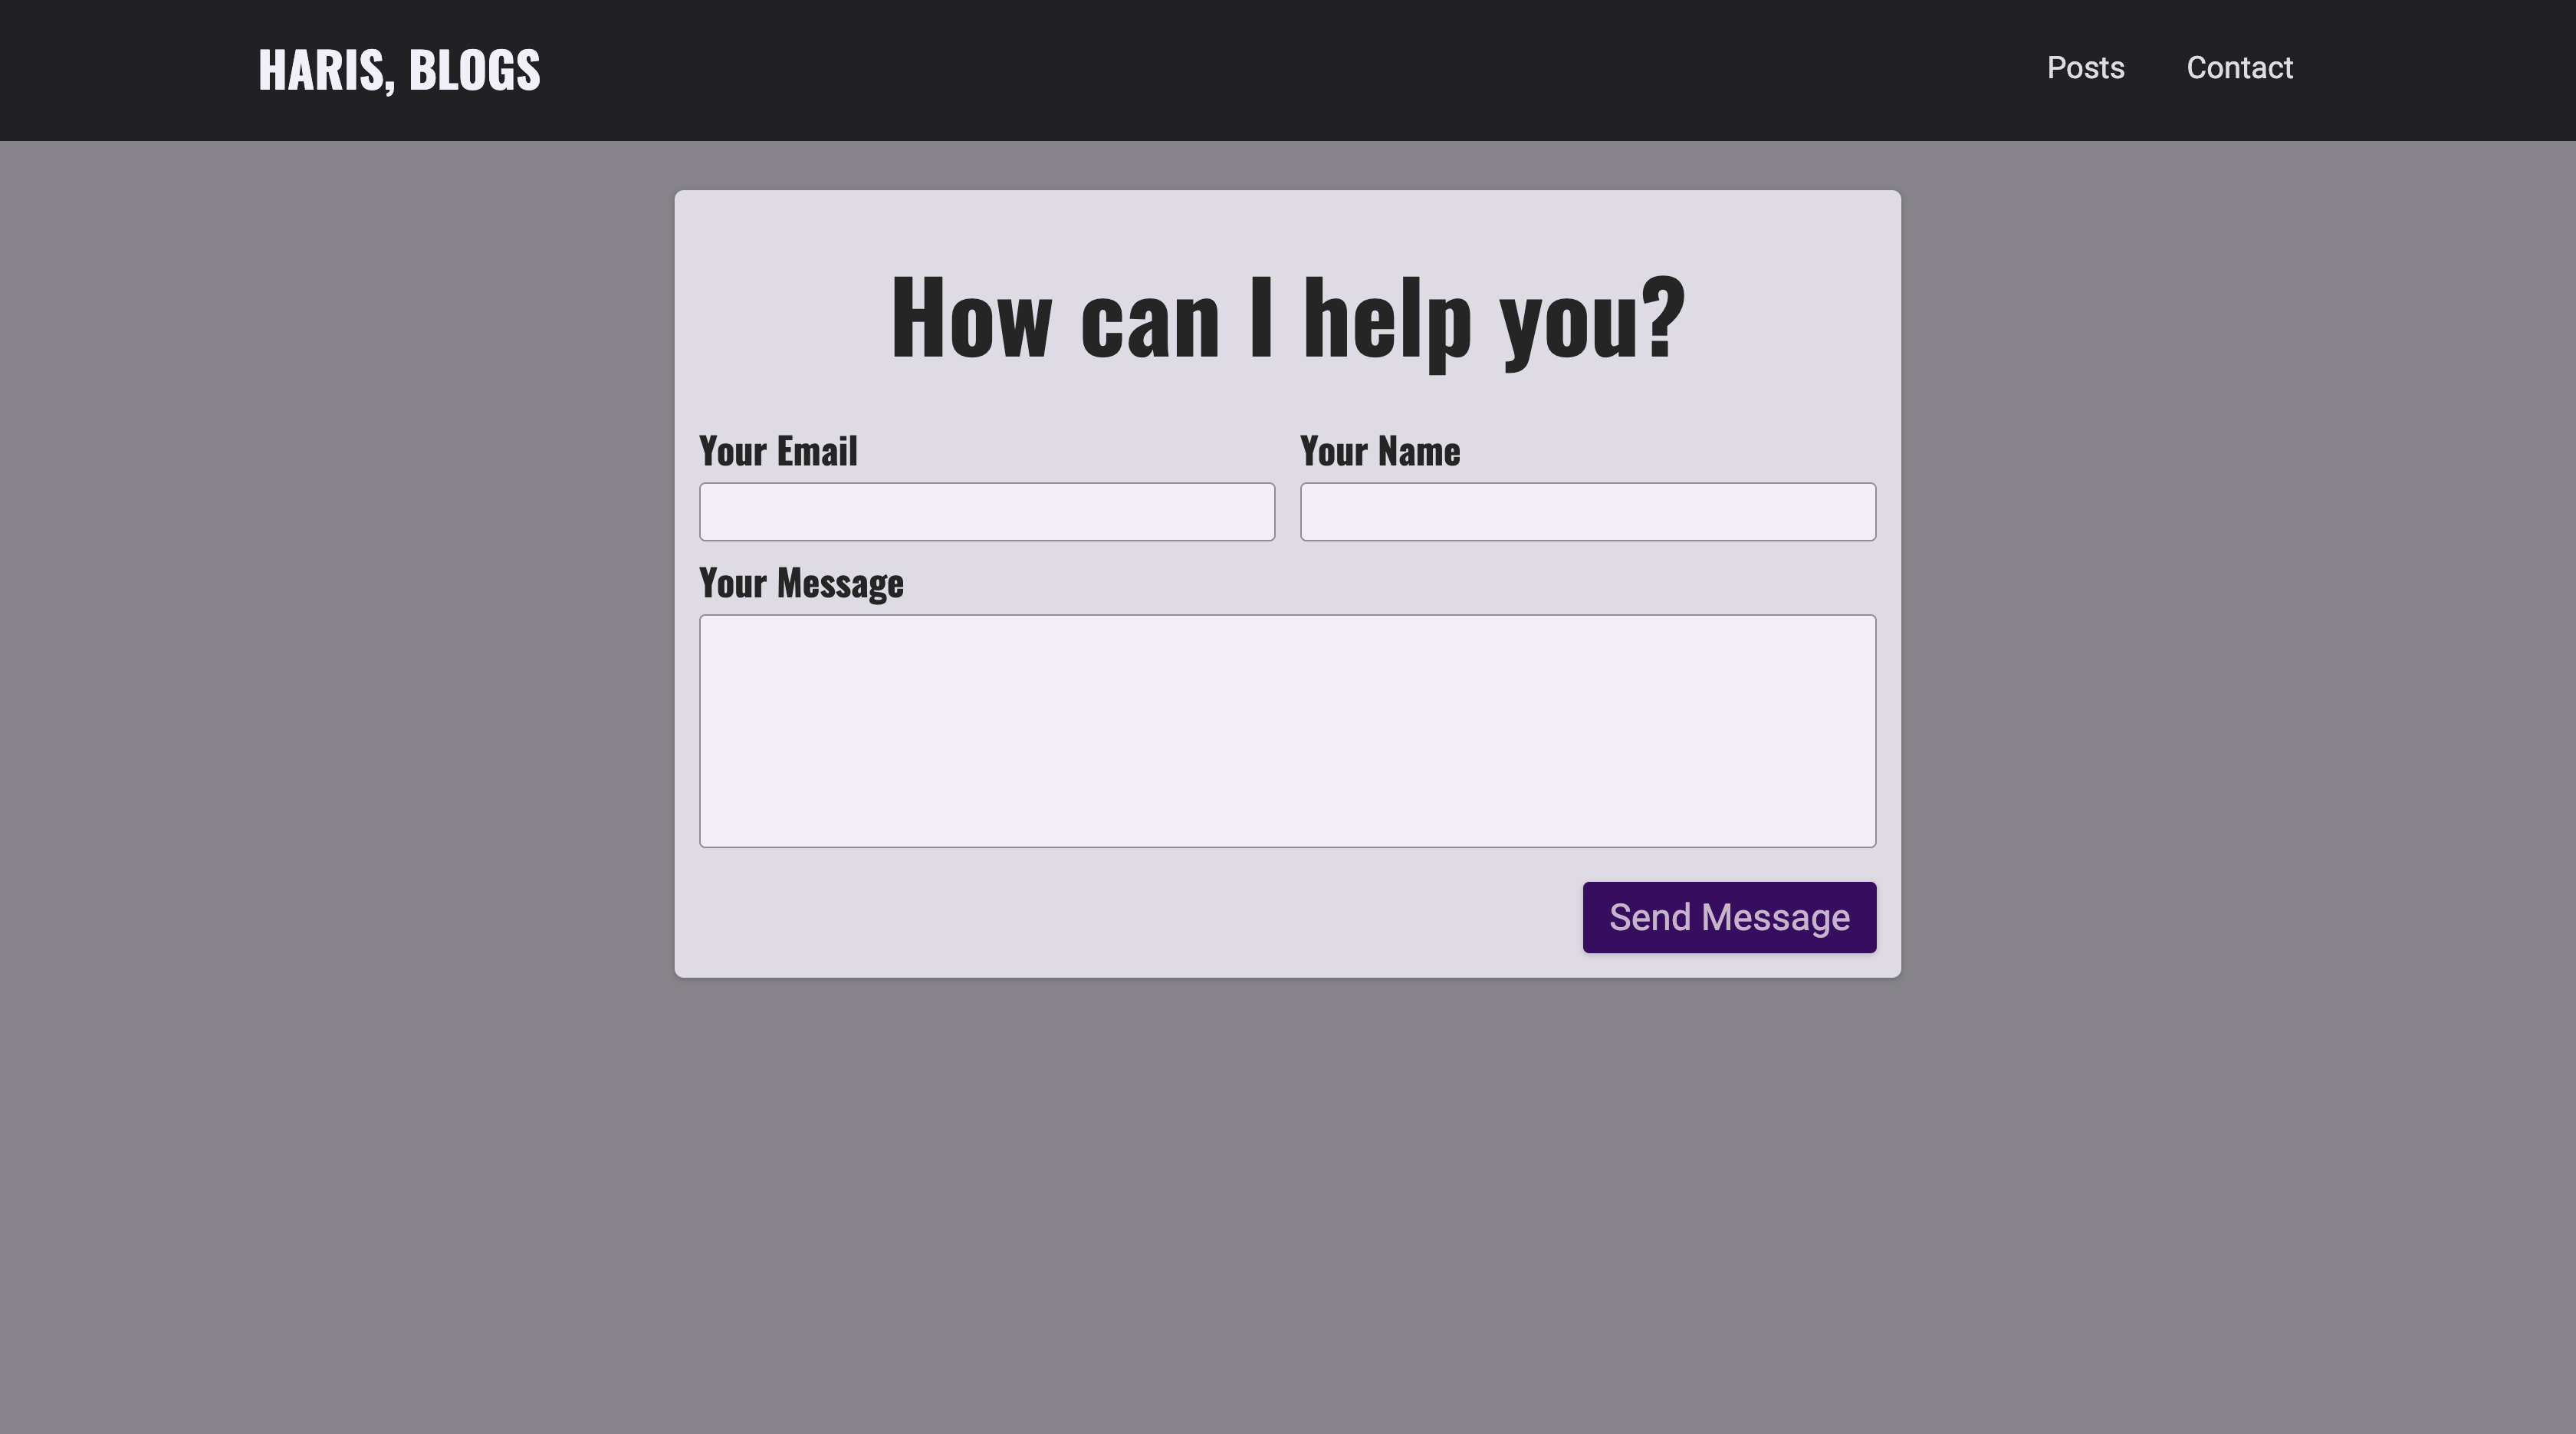 HARIS, BLOGS
Posts
Contact
How can I help you?
Your Email
Your Name
Your Message
Send Message